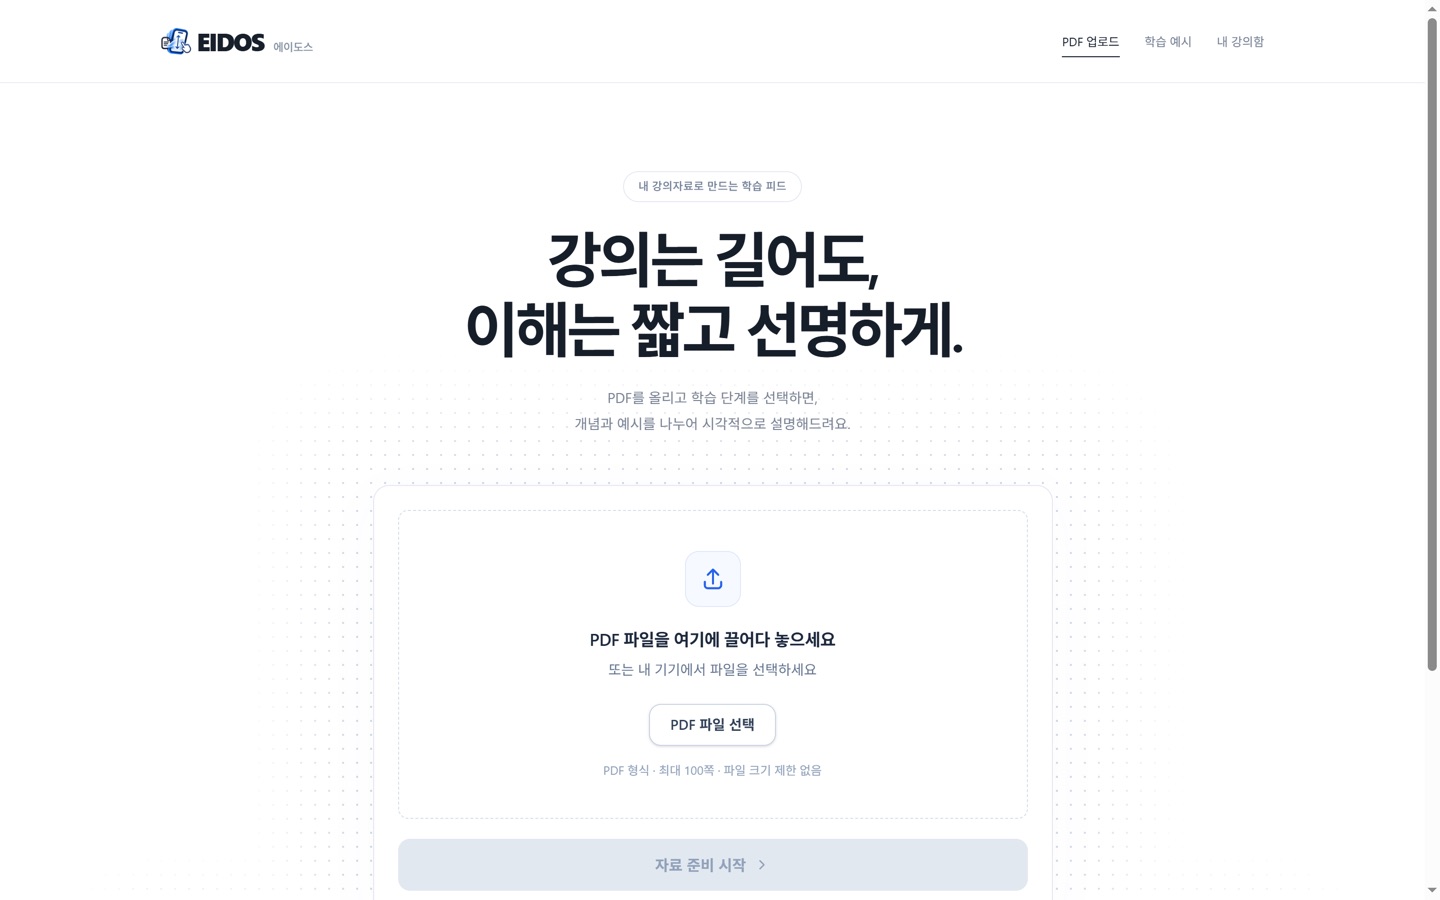 EIDOS 에이도스
PDF 업로드
학습 예시
내 강의함
내 강의자료로 만드는 학습 피드
강의는 길어도,
이해는 짧고 선명하게.
PDF를 올리고 학습 단계를 선택하면,
개념과 예시를 나누어 시각적으로 설명해드려요.
PDF 파일을 여기에 끌어다 놓으세요
또는 내 기기에서 파일을 선택하세요
PDF 파일 선택
PDF 형식 · 최대 100쪽 · 파일 크기 제한 없음
자료 준비 시작